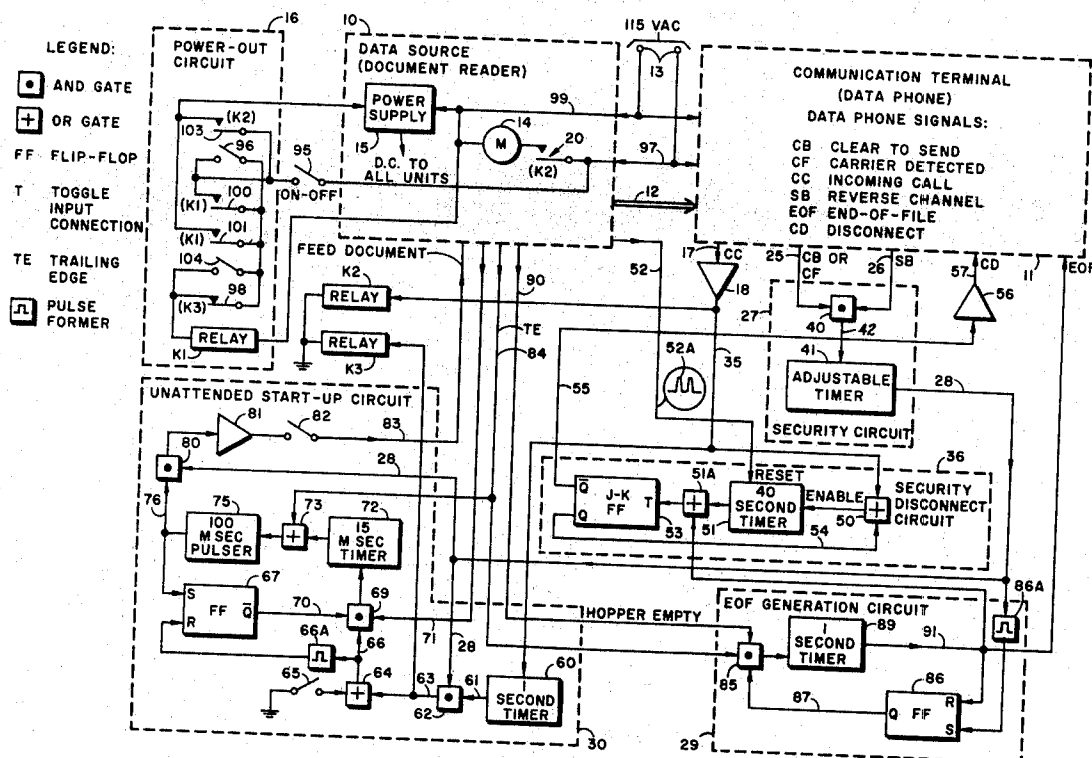 LEGEND:
AND GATE
OR GATE
FF FLIP-FLOP
T TOGGLE
INPUT
CONNECTION
TE TRAILING
EDGE
PULSE
FORMER
16
POWER-OUT
CIRCUIT
(K2)
103
96
100
(K1)
101
(K1)
104
98
(K3)
RELAY
K1
95
ON-OFF
10
DATA SOURCE
(DOCUMENT READER)
POWER
SUPPLY
15
D.C. TO
ALL UNITS
14
M
20
(K2)
99
97
12
115 VAC
13
COMMUNICATION TERMINAL
(DATA PHONE)
DATA PHONE SIGNALS:
CB CLEAR TO SEND
CF CARRIER DETECTED
CC INCOMING CALL
SB REVERSE CHANNEL
EOF END-OF-FILE
CD DISCONNECT
11
EOF
FEED DOCUMENT
K2
RELAY
RELAY
K3
90
TE
84
52
52A
17
CC
18
35
55
25
CB OR
CF
26
SB
57
CD
56
27
40
42
41
ADJUSTABLE
TIMER
28
SECURITY CIRCUIT
UNATTENDED START-UP CIRCUIT
81
82
83
80
28
76
75
100
M SEC
PULSER
73
72
15
M SEC
TIMER
67
S
FF
Q̅
R
70
69
71
66A
66
65
64
63
62
28
61
60
1
SECOND
TIMER
30
36
RESET
51A
Q̅
J-K
FF
T
Q
53
40
SECOND
TIMER
51
ENABLE
50
54
SECURITY
DISCONNECT
CIRCUIT
HOPPER EMPTY
EOF GENERATION CIRCUIT
86A
1
SECOND
TIMER
89
91
85
86
87
Q FF
R
S
29